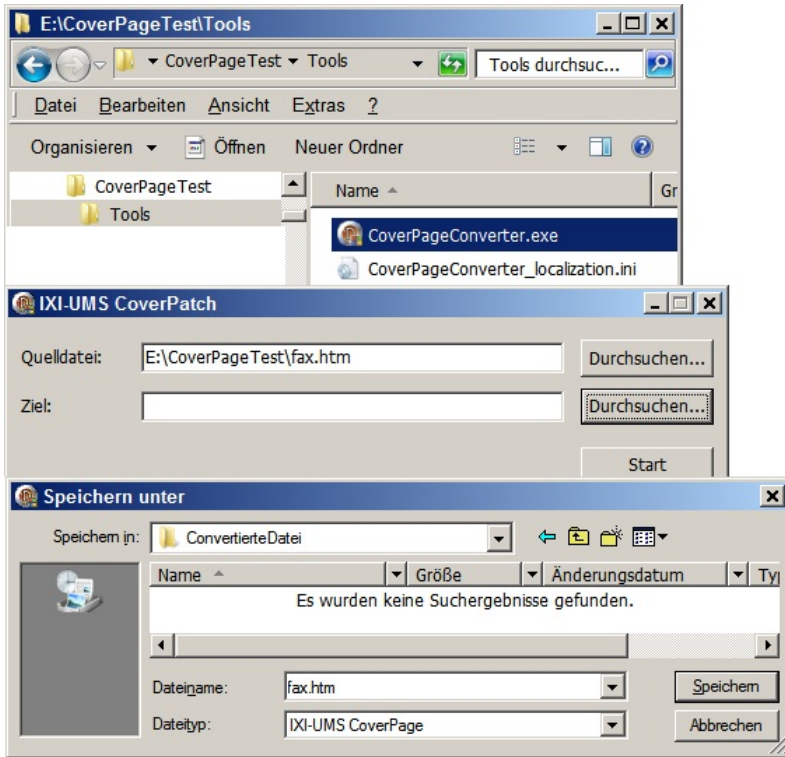 E:\CoverPageTest\Tools
CoverPageTest Tools Tools durchsuc...
Datei Bearbeiten Ansicht Extras ?
Organisieren Öffnen Neuer Ordner
CoverPageTest Name Gr
Tools
CoverPageConverter.exe
CoverPageConverter_localization.ini
IXI-UMS CoverPatch
Quelldatei: E:\CoverPageTest\fax.htm Durchsuchen...
Ziel: Durchsuchen...
Start
Speichern unter
Speichern in: ConvertierteDatei
Name Größe Änderungsdatum Typ
Es wurden keine Suchergebnisse gefunden.
Dateiname: fax.htm Speichern
Dateityp: IXI-UMS CoverPage Abbrechen